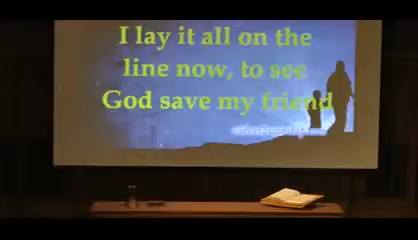 I lay it all on the
line now, to see
God save my friend